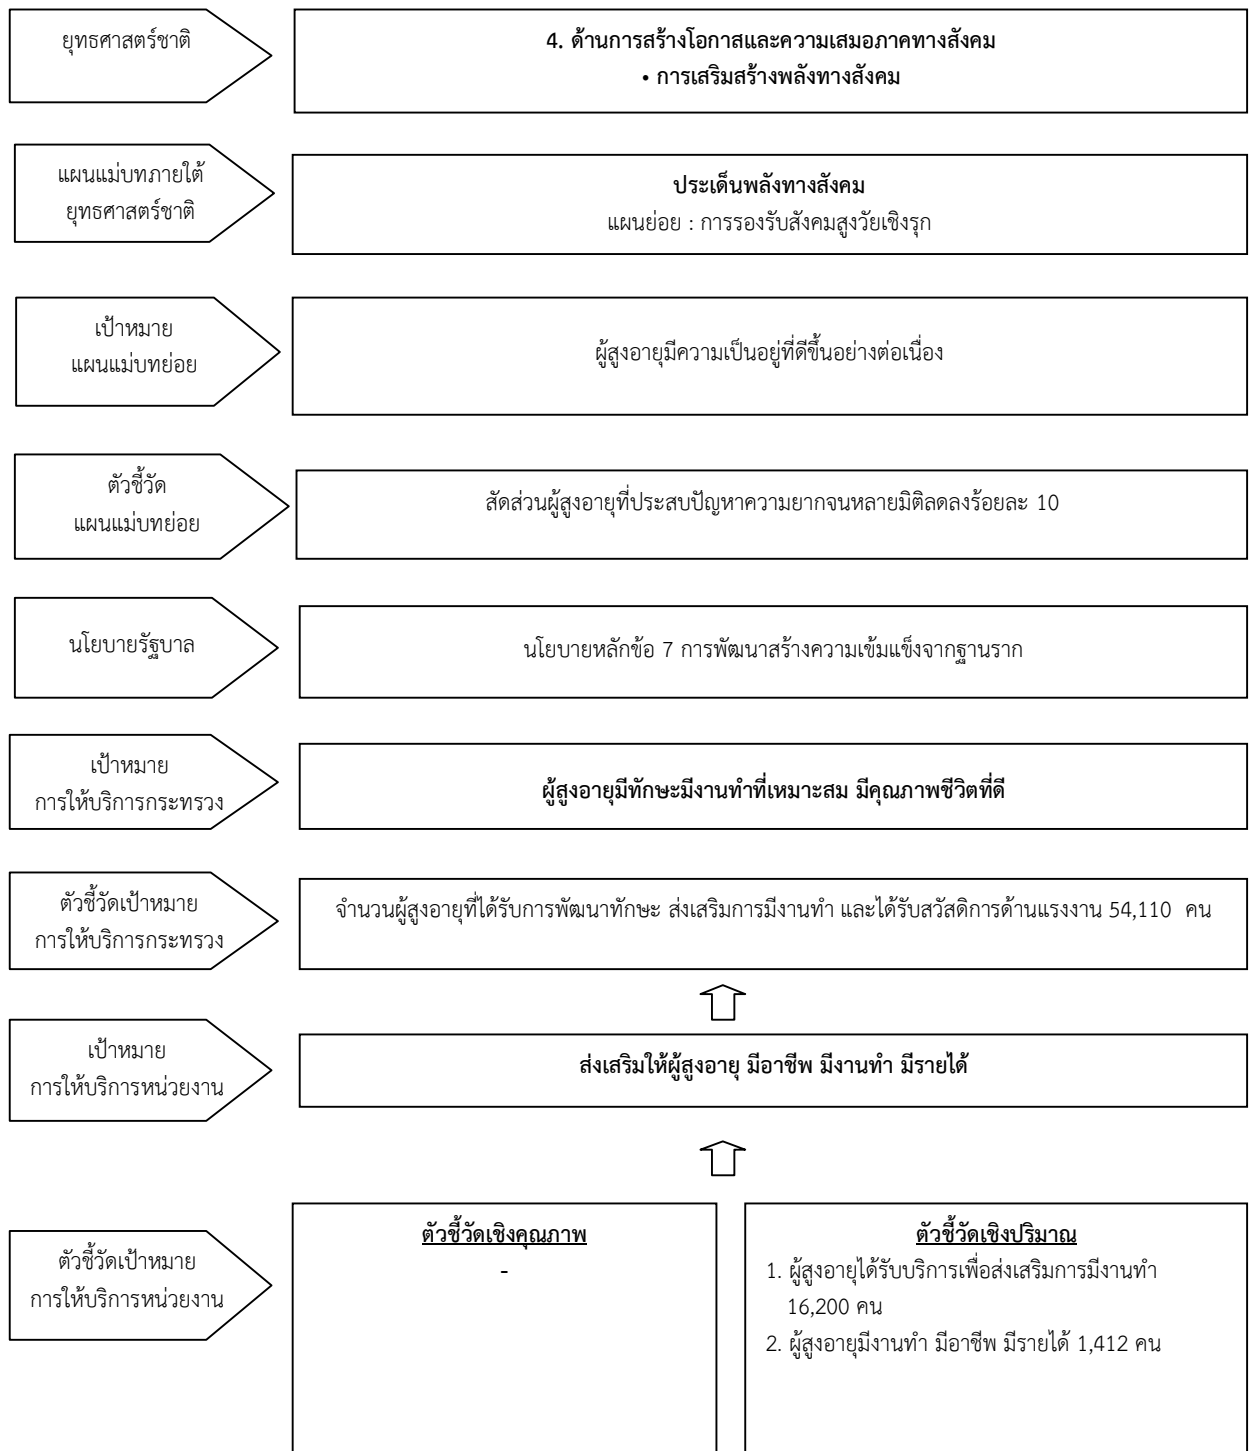 ยุทธศาสตร์ชาติ
4. ด้านการสร้างโอกาสและความเสมอภาคทางสังคม
• การเสริมสร้างพลังทางสังคม
แผนแม่บทภายใต้
ยุทธศาสตร์ชาติ
ประเด็นพลังทางสังคม
แผนย่อย : การรองรับสังคมสูงวัยเชิงรุก
เป้าหมาย
แผนแม่บทย่อย
ผู้สูงอายุมีความเป็นอยู่ที่ดีขึ้นอย่างต่อเนื่อง
ตัวชี้วัด
แผนแม่บทย่อย
สัดส่วนผู้สูงอายุที่ประสบปัญหาความยากจนหลายมิติลดลงร้อยละ 10
นโยบายรัฐบาล
นโยบายหลักข้อ 7 การพัฒนาสร้างความเข้มแข็งจากฐานราก
เป้าหมาย
การให้บริการกระทรวง
ผู้สูงอายุมีทักษะมีงานทำที่เหมาะสม มีคุณภาพชีวิตที่ดี
ตัวชี้วัดเป้าหมาย
การให้บริการกระทรวง
จำนวนผู้สูงอายุที่ได้รับการพัฒนาทักษะ ส่งเสริมการมีงานทำ และได้รับสวัสดิการด้านแรงงาน 54,110 คน
เป้าหมาย
การให้บริการหน่วยงาน
ส่งเสริมให้ผู้สูงอายุ มีอาชีพ มีงานทำ มีรายได้
ตัวชี้วัดเป้าหมาย
การให้บริการหน่วยงาน
ตัวชี้วัดเชิงคุณภาพ
-
ตัวชี้วัดเชิงปริมาณ
1. ผู้สูงอายุได้รับบริการเพื่อส่งเสริมการมีงานทำ
16,200 คน
2. ผู้สูงอายุมีงานทำ มีอาชีพ มีรายได้ 1,412 คน